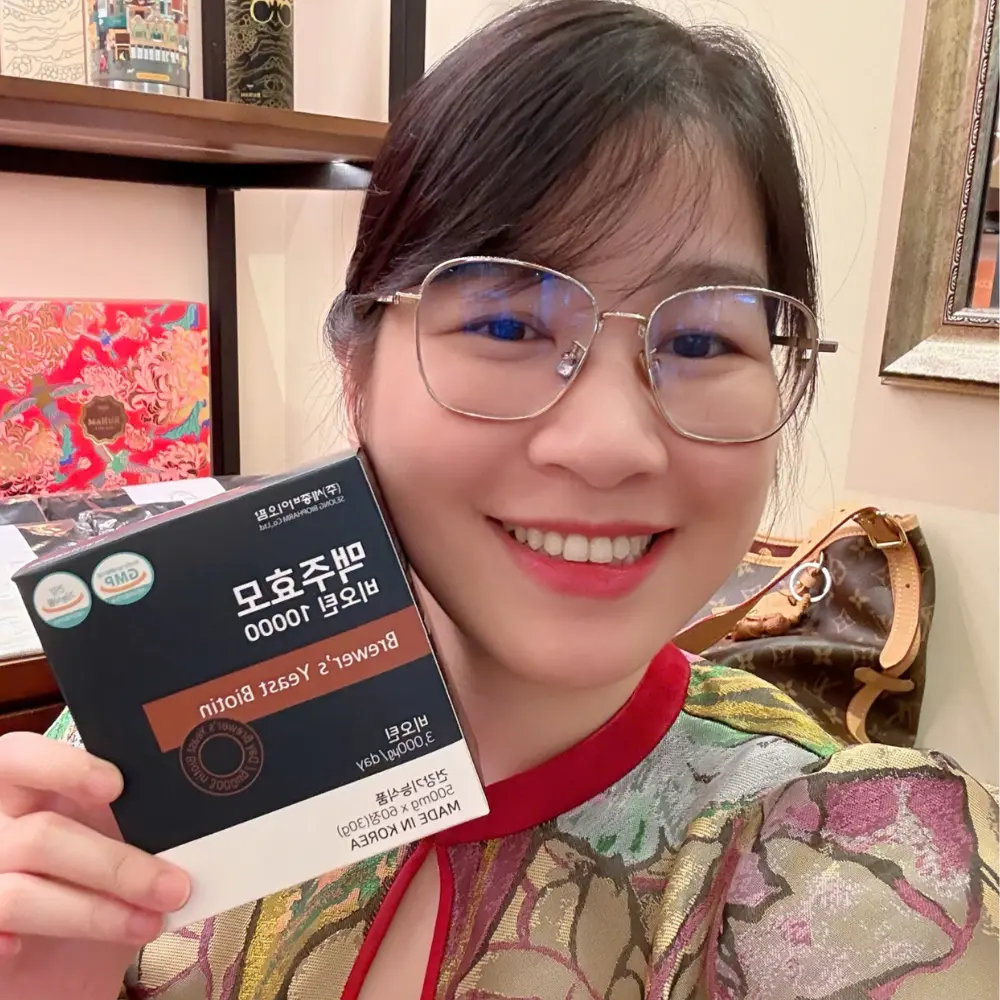 (주)세종바이오팜
SEJONG BIOPHARM Co.,Ltd.
맥주효모
비오틴 10000
GMP
Brewer's Yeast Biotin
비오틴
3,000μg/day
건강기능식품
500mg x 60정(30g)
MADE IN KOREA